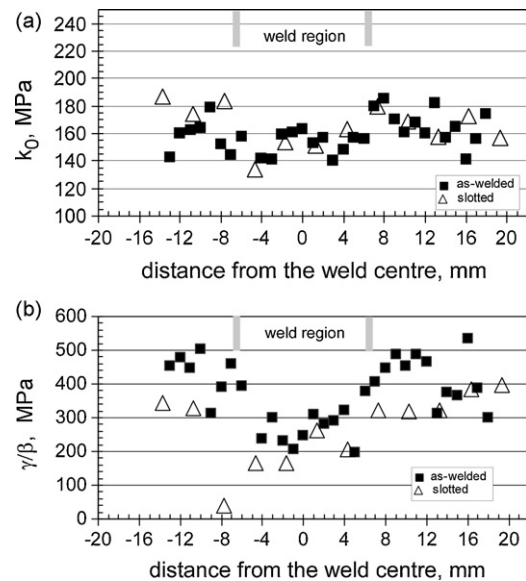 (a)
240
220
200
180
160
140
120
100
k0, MPa
weld region
■ as-welded
△ slotted
-20 -16 -12 -8 -4 0 4 8 12 16 20
distance from the weld centre, mm
(b)
600
500
400
300
200
100
0
γ/β, MPa
weld region
■ as-welded
△ slotted
-20 -16 -12 -8 -4 0 4 8 12 16 20
distance from the weld centre, mm